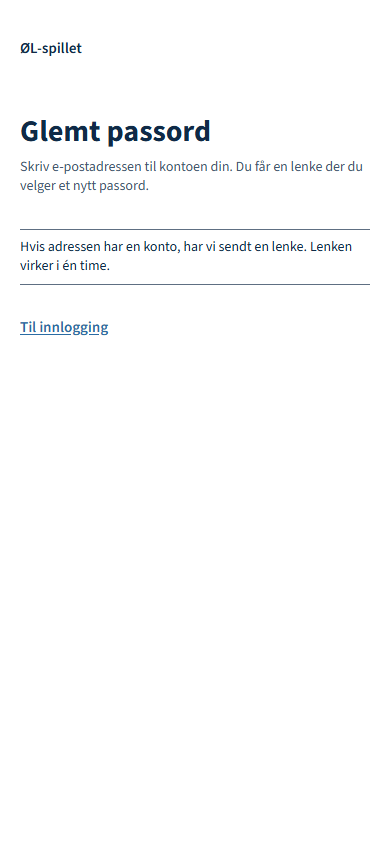 ØL-spillet
Glemt passord
Skriv e-postadressen til kontoen din. Du får en lenke der du
velger et nytt passord.
Hvis adressen har en konto, har vi sendt en lenke. Lenken
virker i én time.
Til innlogging